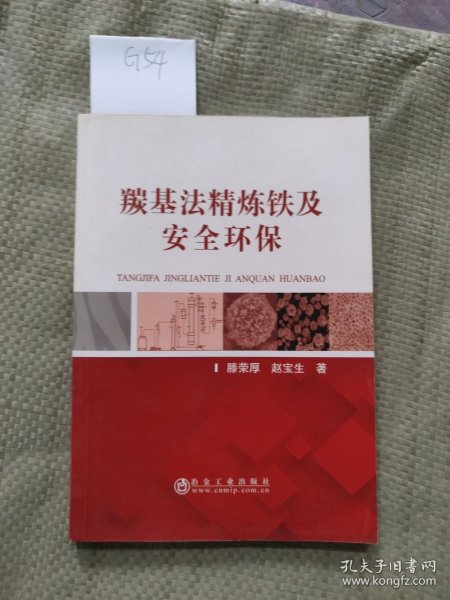 G54
羰基法精炼铁及
安全环保
TANGJIFA JINGLIANTIE JI ANQUAN HUANBAO
滕荣厚 赵宝生 著
冶金工业出版社
www.cnmip.com.cn
孔夫子旧书网
www.kongfz.com